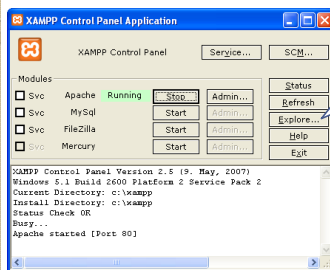 XAMPP Control Panel Application
XAMPP Control Panel
Service...
SCM...
Modules
Status
Svc Apache Running Stop Admin...
Refresh
Svc MySql Start Admin...
Explore...
Svc FileZilla Start Admin...
Help
Svc Mercury Start Admin...
Exit
XAMPP Control Panel Version 2.5 (9. May, 2007)
Windows 5.1 Build 2600 Platform 2 Service Pack 2
Current Directory: c:\xampp
Install Directory: c:\xampp
Status Check OK
Busy...
Apache started [Port 80]